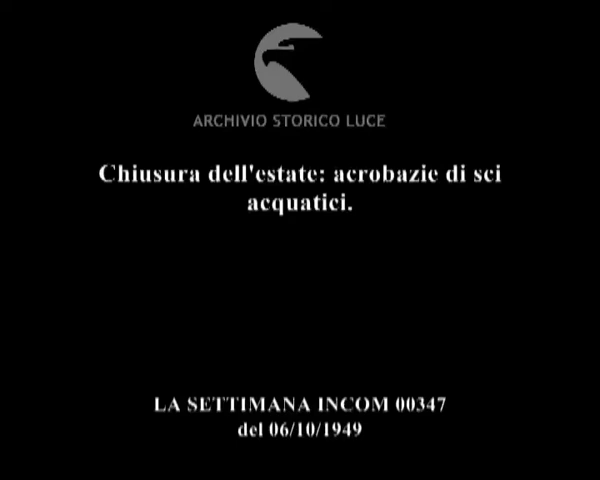 ARCHIVIO STORICO LUCE
Chiusura dell'estate: acrobazie di sci
acquatici.
LA SETTIMANA INCOM 00347
del 06/10/1949